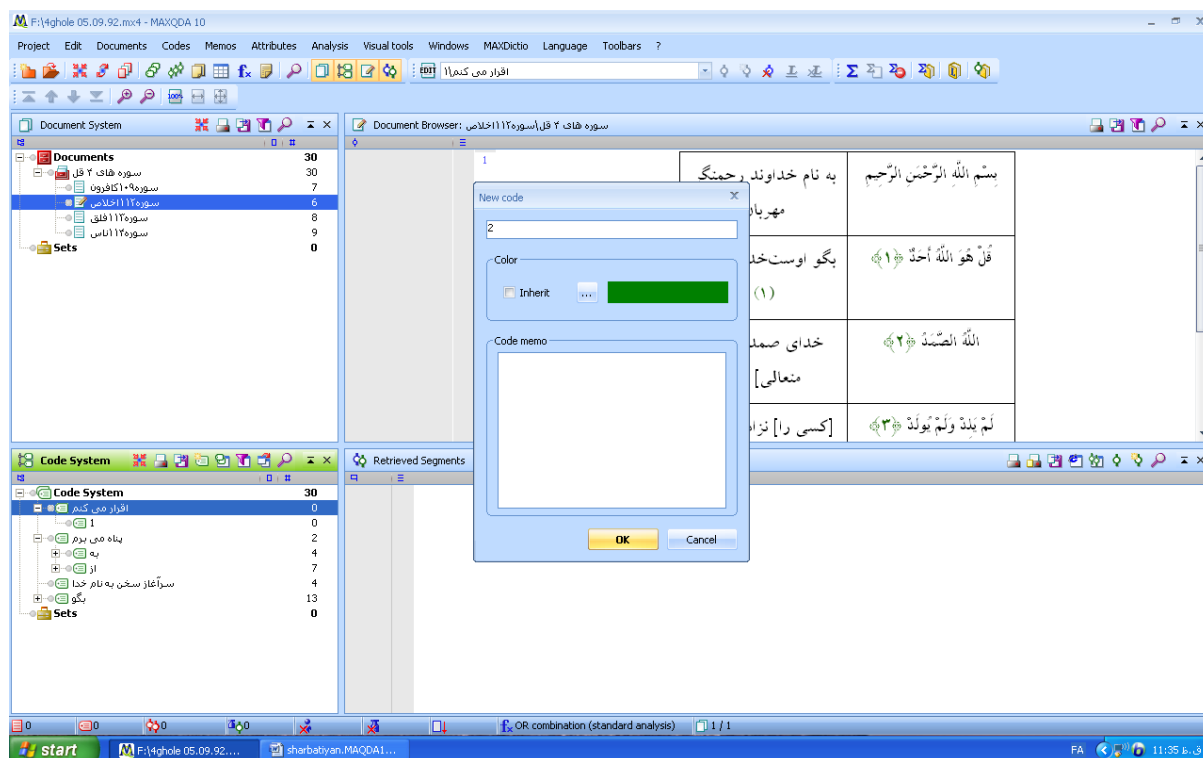 F:\4ghole 05.09.92.mx4 - MAXQDA 10
Project Edit Documents Codes Memos Attributes Analysis Visual tools Windows MAXDictio Language Toolbars ?
EDIT اقرار می کنم\1
100%
Document System
Documents 30
سوره های ۴ قل 30
سوره۱۰۹کافرون 7
سوره۱۱۲اخلاص 6
سوره۱۱۳فلق 8
سوره۱۱۴ناس 9
Sets 0
Document Browser: سوره های ۴ قل\سوره۱۱۲اخلاص
1
بِسْمِ اللَّهِ الرَّحْمَنِ الرَّحِيمِ
به نام خداوند رحمتگ
مهربا
قُلْ هُوَ اللَّهُ أَحَدٌ ﴿۱﴾
بگو اوست‌خد
(۱)
اللَّهُ الصَّمَدُ ﴿۲﴾
خدای صمد
متعالی]
لَمْ يَلِدْ وَلَمْ يُولَدْ ﴿۳﴾
[کسی را] نزا
New code
2
Color
Inherit ...
Code memo
OK Cancel
Code System
Code System 30
اقرار می کنم 0
1 0
پناه می برم 2
به 4
از 7
سرآغاز سخن به نام خدا 4
بگو 13
Sets 0
Retrieved Segments
0 0 0 0 OR combination (standard analysis) 1 / 1
start F:\4ghole 05.09.92.... sharbatiyan.MAQDA1... FA 11:35 ق.ظ